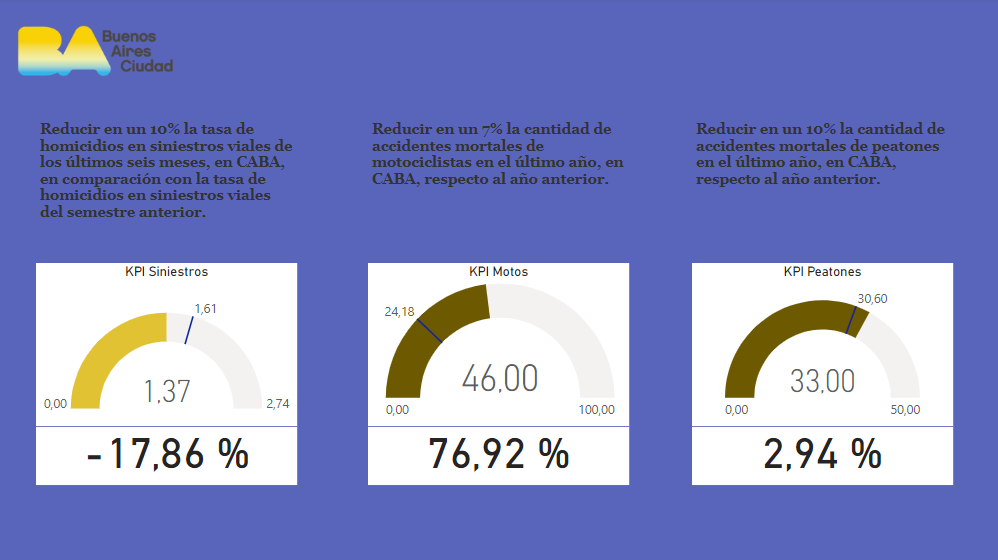 Buenos
Aires
Ciudad
Reducir en un 10% la tasa de
homicidios en siniestros viales de
los últimos seis meses, en CABA,
en comparación con la tasa de
homicidios en siniestros viales
del semestre anterior.
Reducir en un 7% la cantidad de
accidentes mortales de
motociclistas en el último año, en
CABA, respecto al año anterior.
Reducir en un 10% la cantidad de
accidentes mortales de peatones
en el último año, en CABA,
respecto al año anterior.
KPI Siniestros
1,61
1,37
0,00
2,74
-17,86 %
KPI Motos
24,18
46,00
0,00
100,00
76,92 %
KPI Peatones
30,60
33,00
0,00
50,00
2,94 %